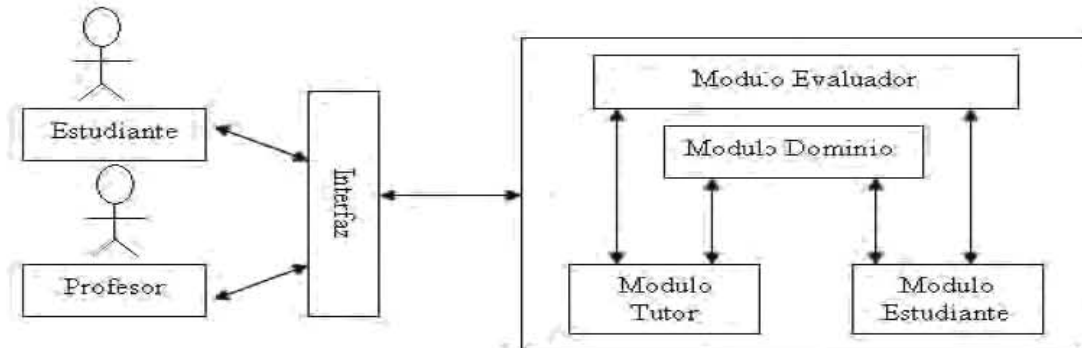 Estudiante
Profesor
Interfaz
Modulo Evaluador
Modulo Dominio
Modulo
Tutor
Modulo
Estudiante